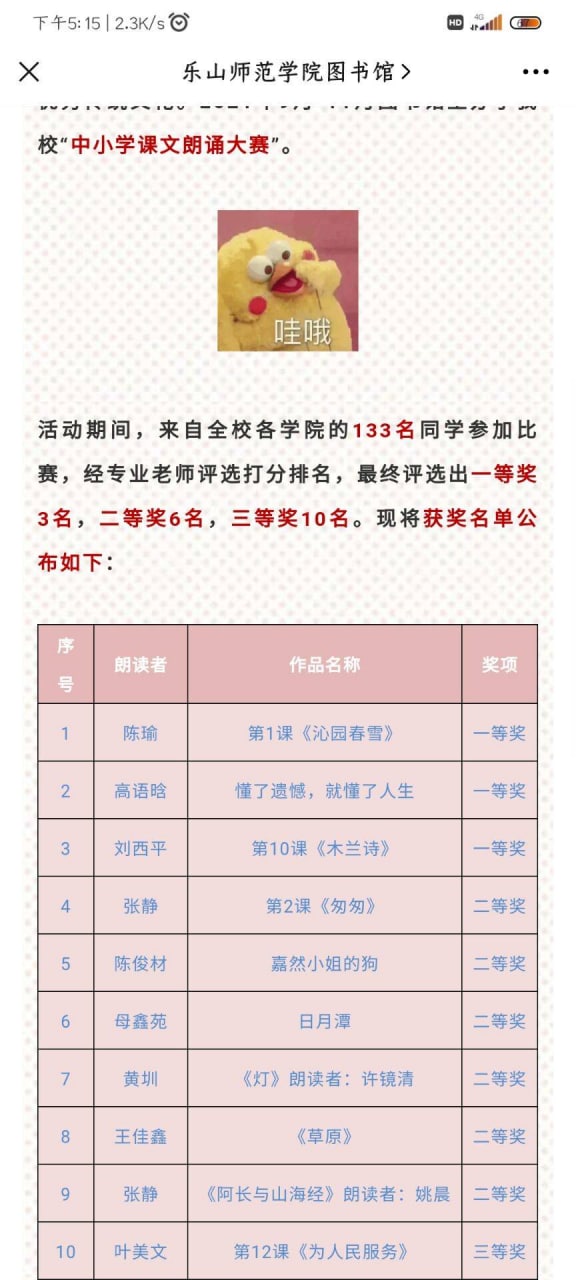 下午5:15 | 2.3K/s
HD 4G 67
乐山师范学院图书馆
校“中小学课文朗诵大赛”。
哇哦
活动期间，来自全校各学院的133名同学参加比
赛，经专业老师评选打分排名，最终评选出一等奖
3名，二等奖6名，三等奖10名。现将获奖名单公
布如下：
序号 朗读者 作品名称 奖项
1 陈瑜 第1课《沁园春雪》 一等奖
2 高语晗 懂了遗憾，就懂了人生 一等奖
3 刘西平 第10课《木兰诗》 一等奖
4 张静 第2课《匆匆》 二等奖
5 陈俊材 嘉然小姐的狗 二等奖
6 母鑫苑 日月潭 二等奖
7 黄圳 《灯》朗读者：许镜清 二等奖
8 王佳鑫 《草原》 二等奖
9 张静 《阿长与山海经》朗读者：姚晨 二等奖
10 叶美文 第12课《为人民服务》 三等奖